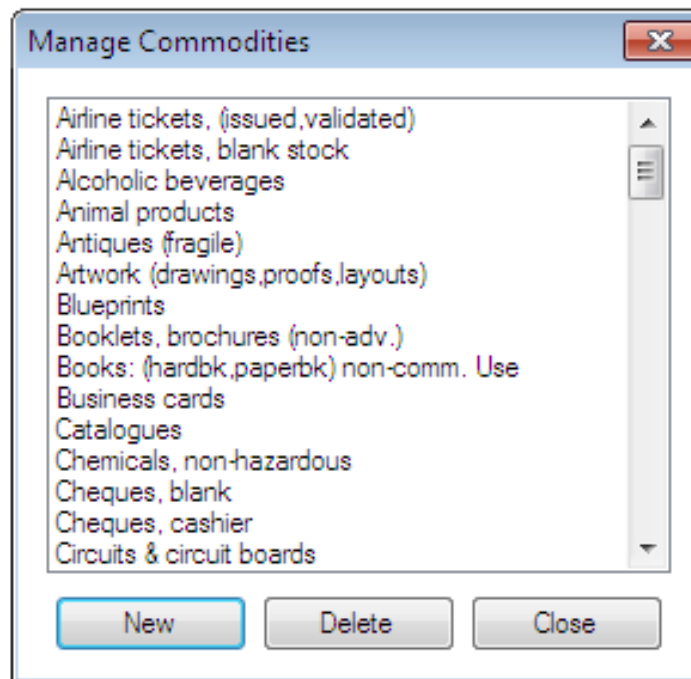 Manage Commodities
Airline tickets, (issued,validated)
Airline tickets, blank stock
Alcoholic beverages
Animal products
Antiques (fragile)
Artwork (drawings,proofs,layouts)
Blueprints
Booklets, brochures (non-adv.)
Books: (hardbk,paperbk) non-comm. Use
Business cards
Catalogues
Chemicals, non-hazardous
Cheques, blank
Cheques, cashier
Circuits & circuit boards
New Delete Close